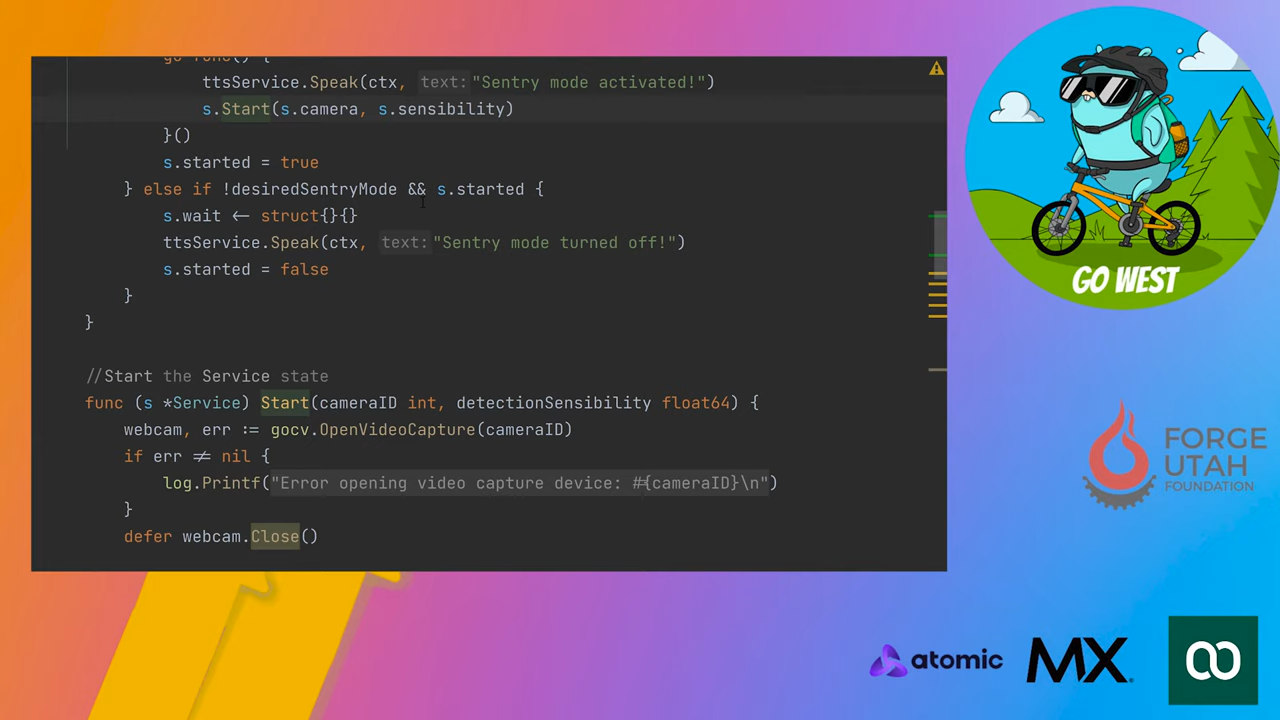 go func() {
ttsService.Speak(ctx, text: "Sentry mode activated!")
s.Start(s.camera, s.sensibility)
}()
s.started = true
} else if !desiredSentryMode && s.started {
s.wait <- struct{}{}
ttsService.Speak(ctx, text: "Sentry mode turned off!")
s.started = false
}
}
//Start the Service state
func (s *Service) Start(cameraID int, detectionSensibility float64) {
webcam, err := gocv.OpenVideoCapture(cameraID)
if err != nil {
log.Printf("Error opening video capture device: #{cameraID}\n")
}
defer webcam.Close()
GO WEST
FORGE
UTAH
FOUNDATION
atomic
MX